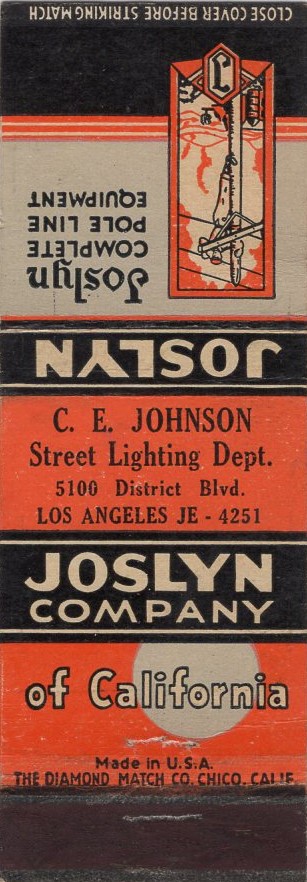 CLOSE COVER BEFORE STRIKING MATCH
J
Joslyn
COMPLETE
POLE LINE
EQUIPMENT
JOSLYN
C. E. JOHNSON
Street Lighting Dept.
5100 District Blvd.
LOS ANGELES JE - 4251
JOSLYN
COMPANY
of California
Made in U.S.A.
THE DIAMOND MATCH CO. CHICO, CALIF.